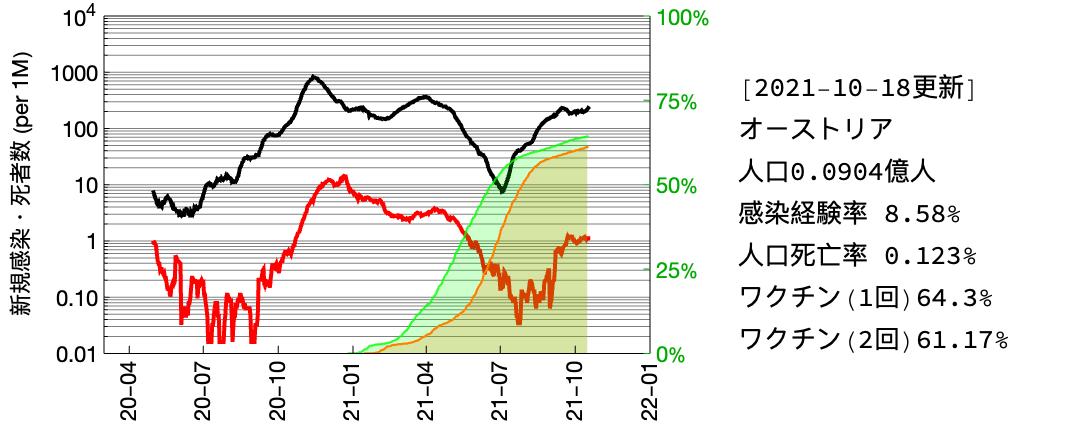 新規感染・死者数 (per 1M)
10^4
1000
100
10
1
0.10
0.01
100%
75%
50%
25%
0%
20-04
20-07
20-10
21-01
21-04
21-07
21-10
22-01
[2021-10-18更新]
オーストリア
人口0.0904億人
感染経験率 8.58%
人口死亡率 0.123%
ワクチン(1回)64.3%
ワクチン(2回)61.17%